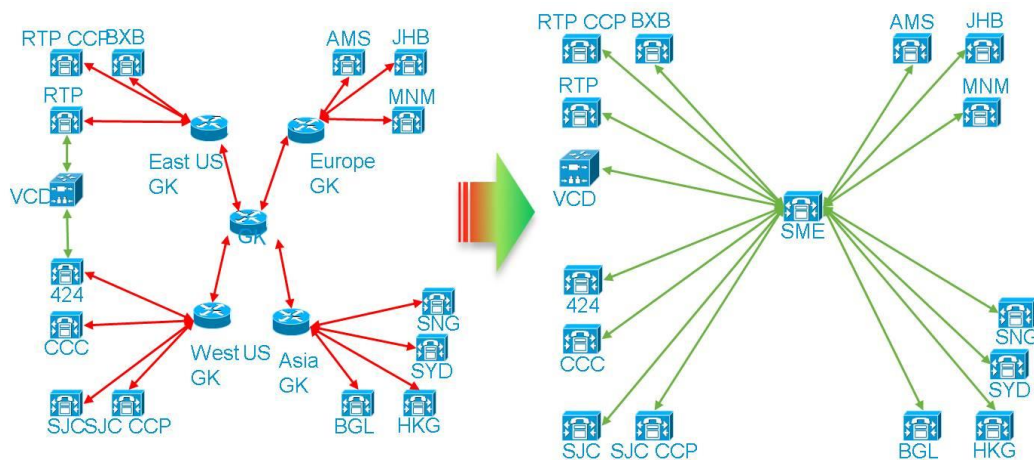 RTP CCP
BXB
AMS
JHB
RTP
MNM
East US
GK
Europe
GK
VCD
GK
424
CCC
West US
GK
Asia
GK
SNG
SYD
SJC
SJC CCP
BGL
HKG
RTP CCP
BXB
AMS
JHB
RTP
MNM
VCD
SME
424
CCC
SNG
SYD
SJC
SJC CCP
BGL
HKG